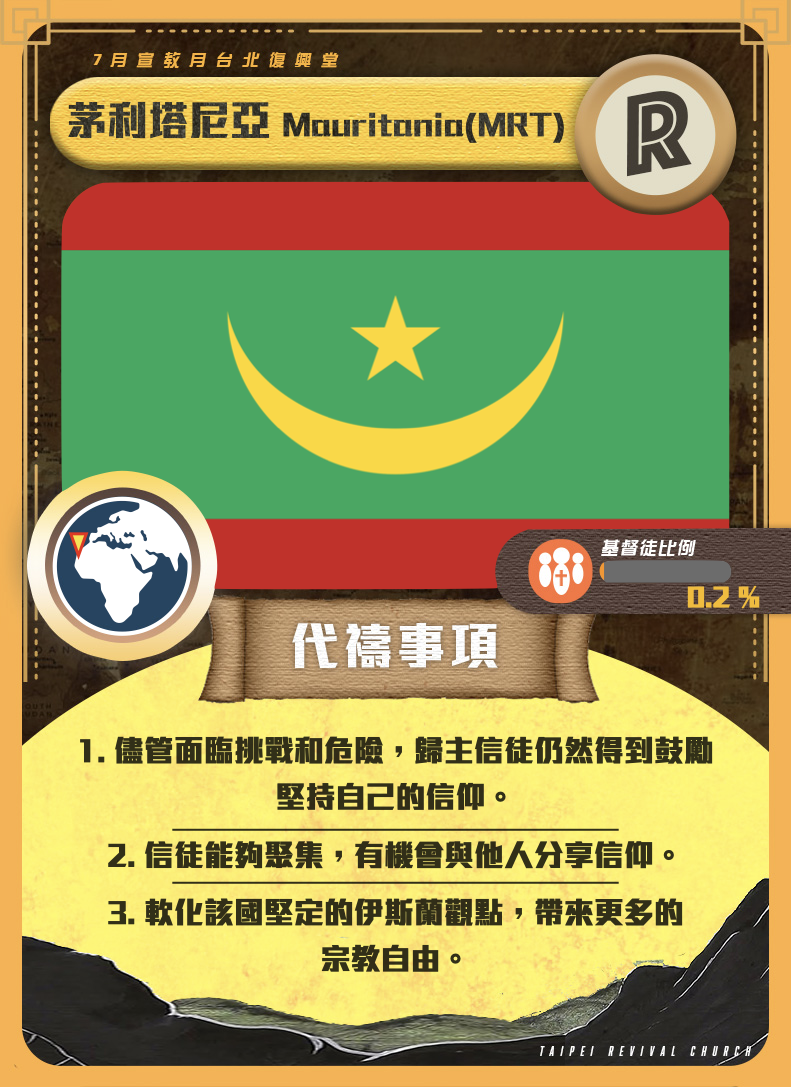 7月宣教月台北復興堂
茅利塔尼亞 Mauritania(MRT)
R
基督徒比例
0.2 %
代禱事項
1. 儘管面臨挑戰和危險，歸主信徒仍然得到鼓勵
堅持自己的信仰。
2. 信徒能夠聚集，有機會與他人分享信仰。
3. 軟化該國堅定的伊斯蘭觀點，帶來更多的
宗教自由。
TAIPEI REVIVAL CHURCH